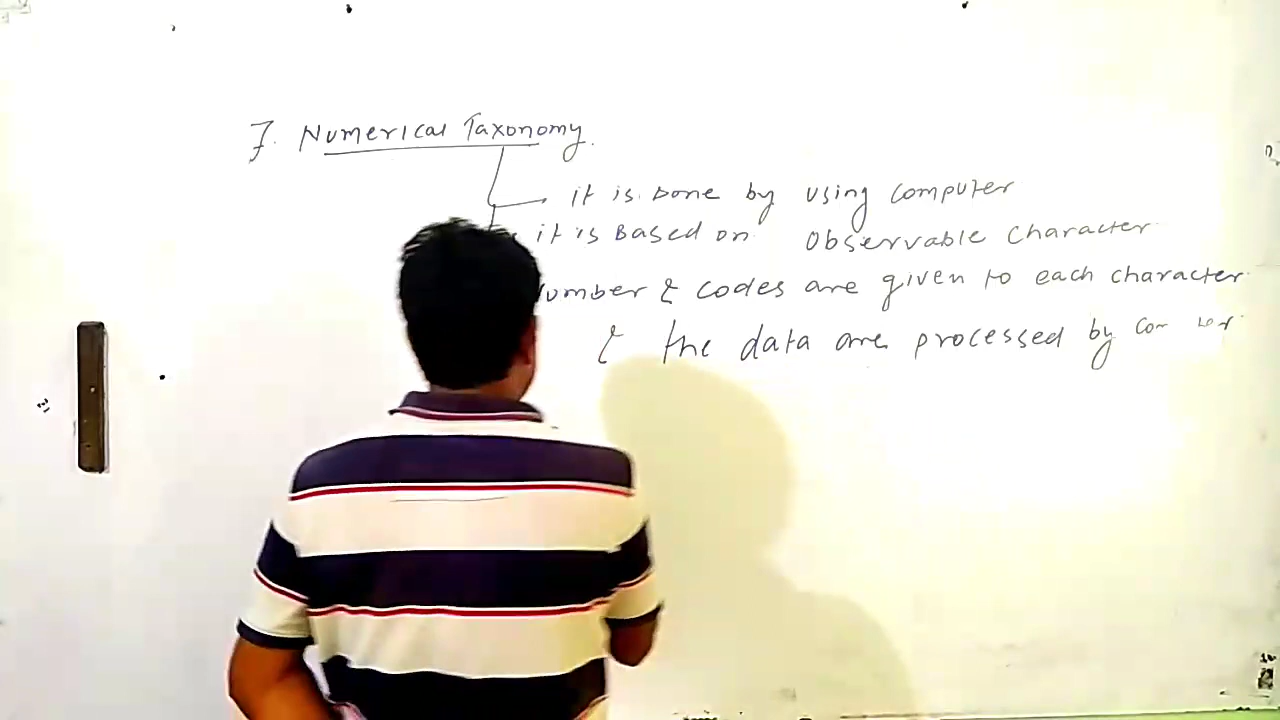 7. Numerical Taxonomy.
it is Done by using computer
it is Based on Observable character
Number & codes are given to each character
& the data are processed by